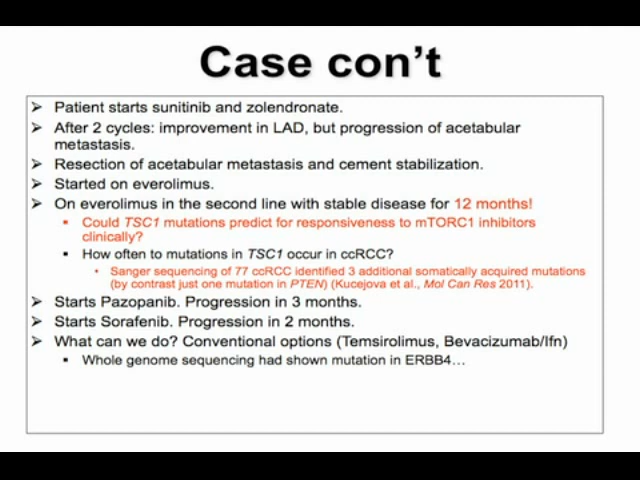 Case con't
Patient starts sunitinib and zolendronate.
After 2 cycles: improvement in LAD, but progression of acetabular
metastasis.
Resection of acetabular metastasis and cement stabilization.
Started on everolimus.
On everolimus in the second line with stable disease for 12 months!
Could TSC1 mutations predict for responsiveness to mTORC1 inhibitors
clinically?
How often to mutations in TSC1 occur in ccRCC?
Sanger sequencing of 77 ccRCC identified 3 additional somatically acquired mutations
(by contrast just one mutation in PTEN) (Kucejova et al., Mol Can Res 2011).
Starts Pazopanib. Progression in 3 months.
Starts Sorafenib. Progression in 2 months.
What can we do? Conventional options (Temsirolimus, Bevacizumab/Ifn)
Whole genome sequencing had shown mutation in ERBB4…